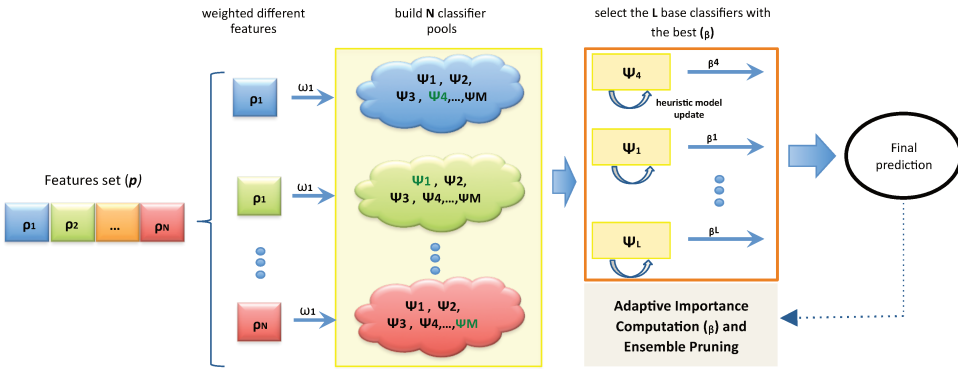 weighted different
features
build N classifier
pools
select the L base classifiers with
the best (β)
Features set (p)
ρ1 ρ2 ... ρN
ρ1
ω1
Ψ1 , Ψ2,
Ψ3 , Ψ4,...,ΨM
ρ1
ω1
Ψ1 , Ψ2,
Ψ3 , Ψ4,...,ΨM
ρN
ω1
Ψ1, Ψ2,
Ψ3 , Ψ4,...,ΨM
Ψ4
β4
heuristic model
update
Ψ1
β1
ΨL
βL
Adaptive Importance
Computation (β) and
Ensemble Pruning
Final
prediction